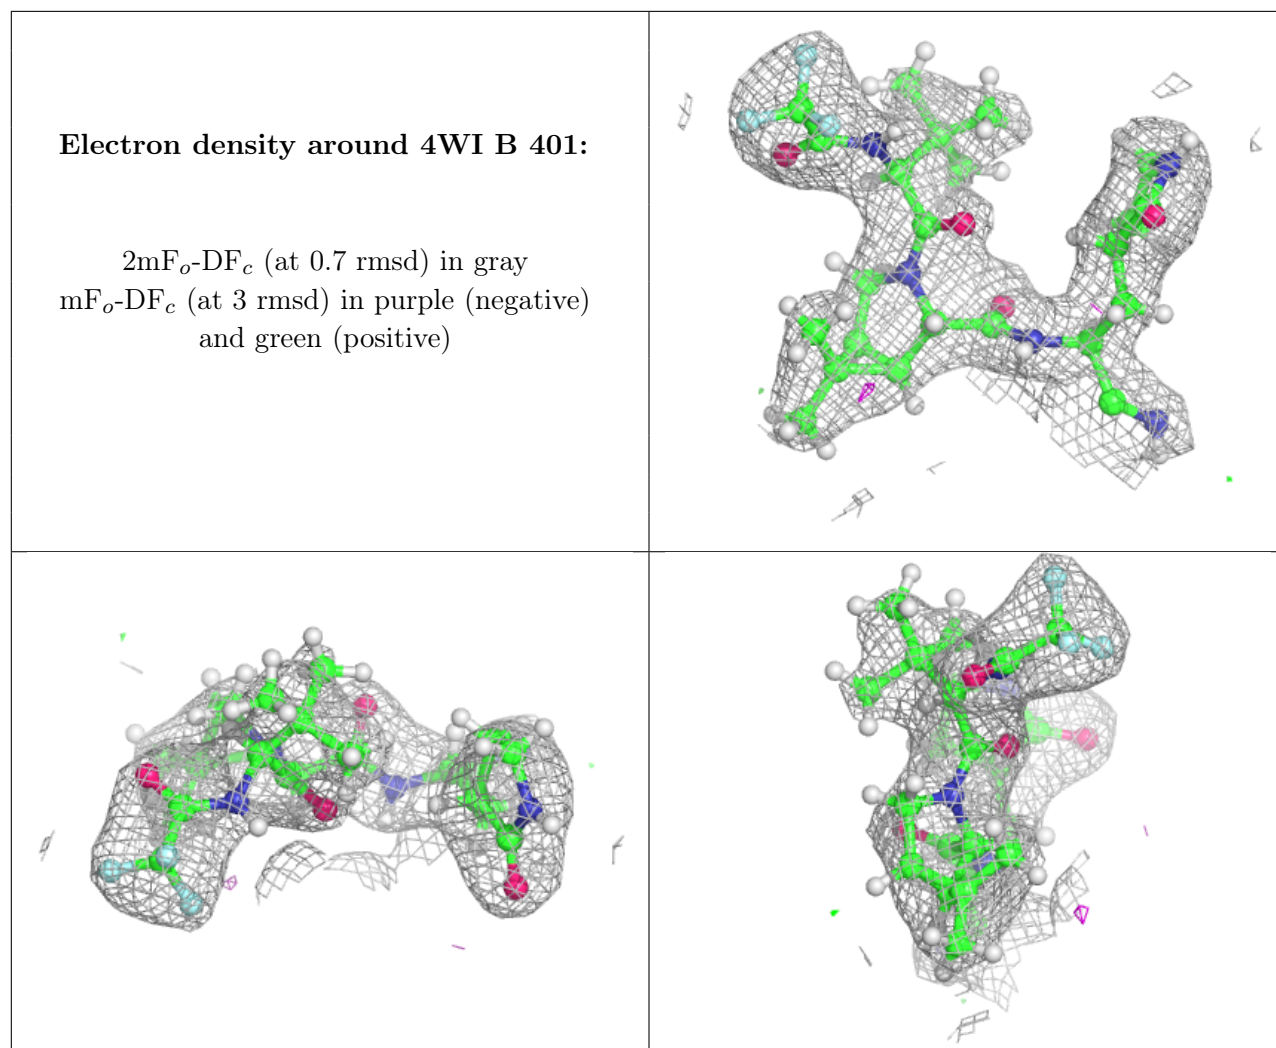 Electron density around 4WI B 401:
2mFo-DFc (at 0.7 rmsd) in gray
mFo-DFc (at 3 rmsd) in purple (negative)
and green (positive)